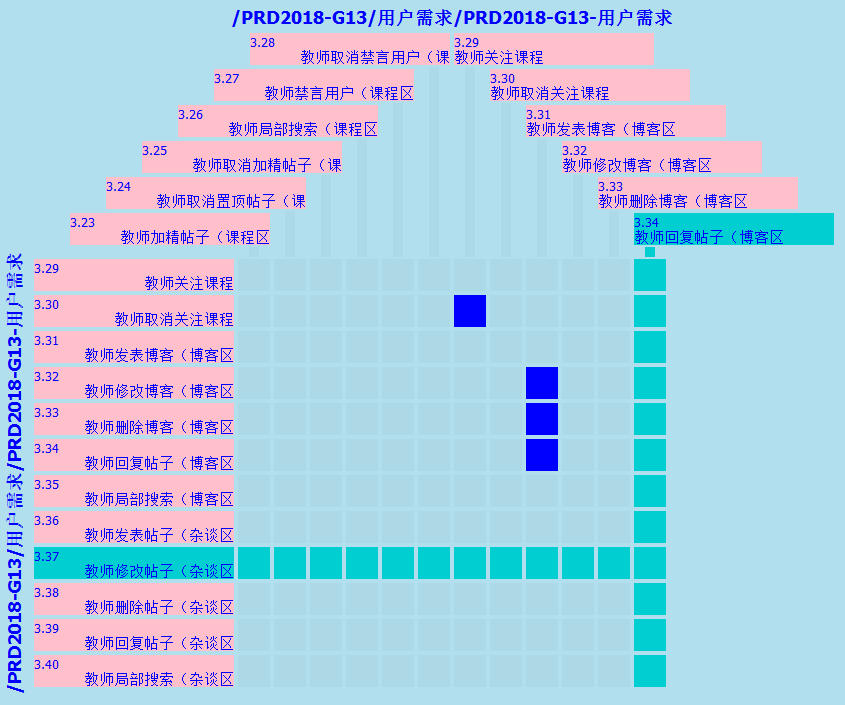 /PRD2018-G13/用户需求/PRD2018-G13-用户需求
3.28
教师取消禁言用户（课
3.29
教师关注课程
3.27
教师禁言用户（课程区
3.30
教师取消关注课程
3.26
教师局部搜索（课程区
3.31
教师发表博客（博客区
3.25
教师取消加精帖子（课
3.32
教师修改博客（博客区
3.24
教师取消置顶帖子（课
3.33
教师删除博客（博客区
3.23
教师加精帖子（课程区
3.34
教师回复帖子（博客区
/PRD2018-G13/用户需求/PRD2018-G13-用户需求
3.29
教师关注课程
3.30
教师取消关注课程
3.31
教师发表博客（博客区
3.32
教师修改博客（博客区
3.33
教师删除博客（博客区
3.34
教师回复帖子（博客区
3.35
教师局部搜索（博客区
3.36
教师发表帖子（杂谈区
3.37
教师修改帖子（杂谈区
3.38
教师删除帖子（杂谈区
3.39
教师回复帖子（杂谈区
3.40
教师局部搜索（杂谈区